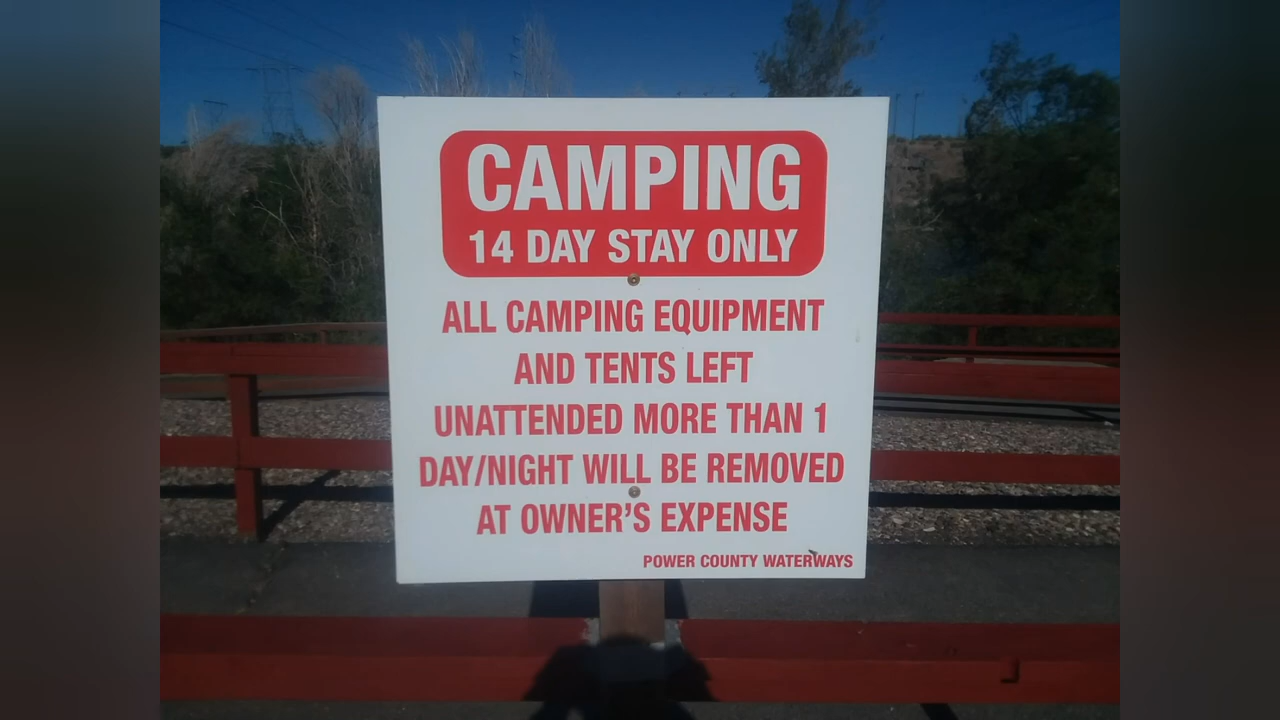 CAMPING
14 DAY STAY ONLY
ALL CAMPING EQUIPMENT
AND TENTS LEFT
UNATTENDED MORE THAN 1
DAY/NIGHT WILL BE REMOVED
AT OWNER'S EXPENSE
POWER COUNTY WATERWAYS